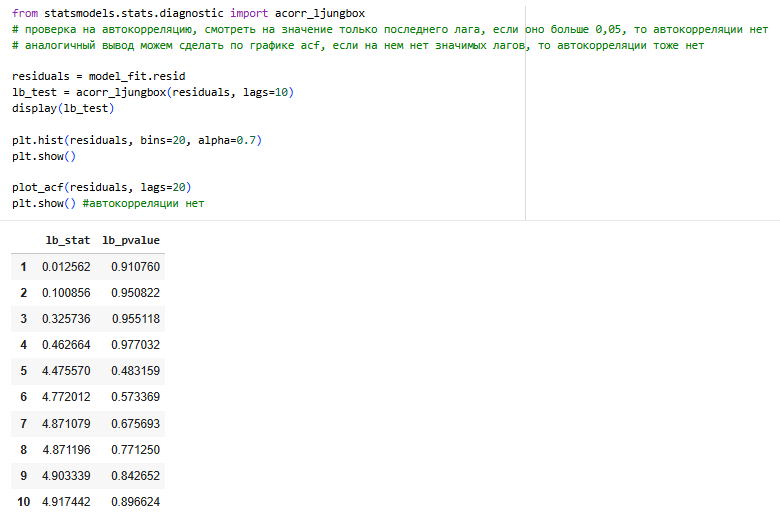 from statsmodels.stats.diagnostic import acorr_ljungbox
# проверка на автокорреляцию, смотреть на значение только последнего лага, если оно больше 0,05, то автокорреляции нет
# аналогичный вывод можем сделать по графике acf, если на нем нет значимых лагов, то автокорреляции тоже нет
residuals = model_fit.resid
lb_test = acorr_ljungbox(residuals, lags=10)
display(lb_test)
plt.hist(residuals, bins=20, alpha=0.7)
plt.show()
plot_acf(residuals, lags=20)
plt.show() #автокорреляции нет
lb_stat lb_pvalue
1 0.012562 0.910760
2 0.100856 0.950822
3 0.325736 0.955118
4 0.462664 0.977032
5 4.475570 0.483159
6 4.772012 0.573369
7 4.871079 0.675693
8 4.871196 0.771250
9 4.903339 0.842652
10 4.917442 0.896624